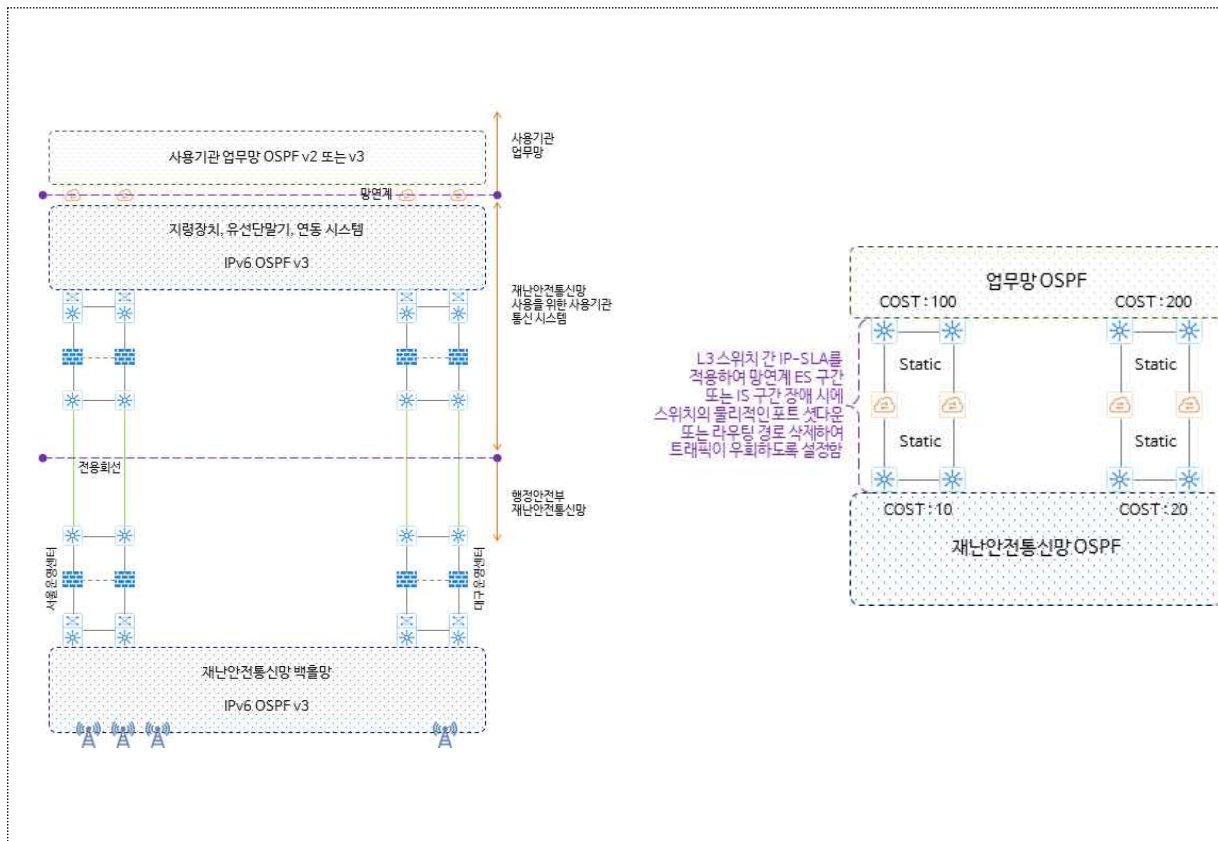 사용기관 업무망 OSPF v2 또는 v3
사용기관
업무망
망연계
지령장치, 유선단말기, 연동 시스템
IPv6 OSPF v3
재난안전통신망
사용를 위한 사용기관
통신 시스템
전용회선
행정안전부
재난안전통신망
서울운영센터
대구운영센터
재난안전통신망 백홀망
IPv6 OSPF v3
업무망 OSPF
COST : 100
COST : 200
L3 스위치 간 IP-SLA를
적용하여 망연계 ES 구간
또는 IS 구간 장애 시에
스위치의 물리적인 포트 셧다운
또는 라우팅 경로 삭제하여
트래픽이 우회하도록 설정함
Static
Static
Static
Static
COST : 10
COST : 20
재난안전통신망 OSPF